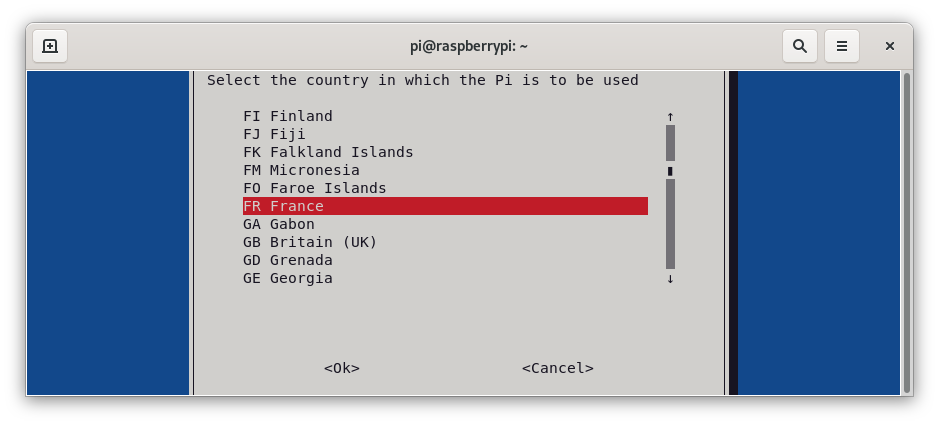 pi@raspberrypi: ~
Select the country in which the Pi is to be used
FI Finland
FJ Fiji
FK Falkland Islands
FM Micronesia
FO Faroe Islands
FR France
GA Gabon
GB Britain (UK)
GD Grenada
GE Georgia
<Ok> <Cancel>